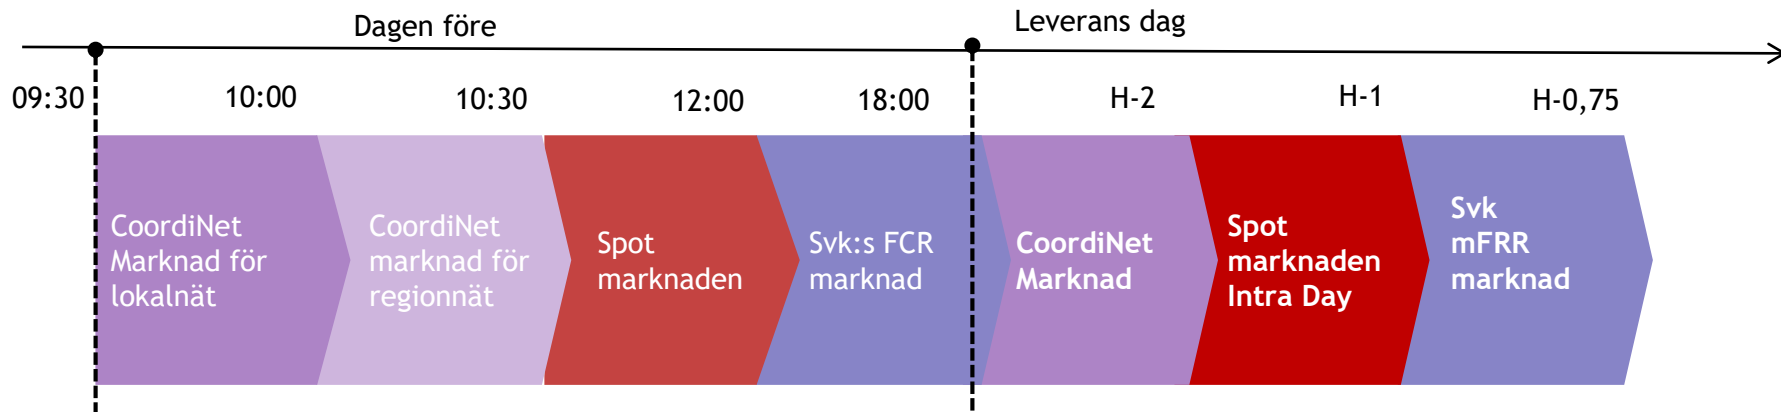 Dagen före
Leverans dag
09:30
10:00
10:30
12:00
18:00
H-2
H-1
H-0,75
CoordiNet
Marknad för
lokalnät
CoordiNet
marknad för
regionnät
Spot
marknaden
Svk:s FCR
marknad
CoordiNet
Marknad
Spot
marknaden
Intra Day
Svk
mFRR
marknad